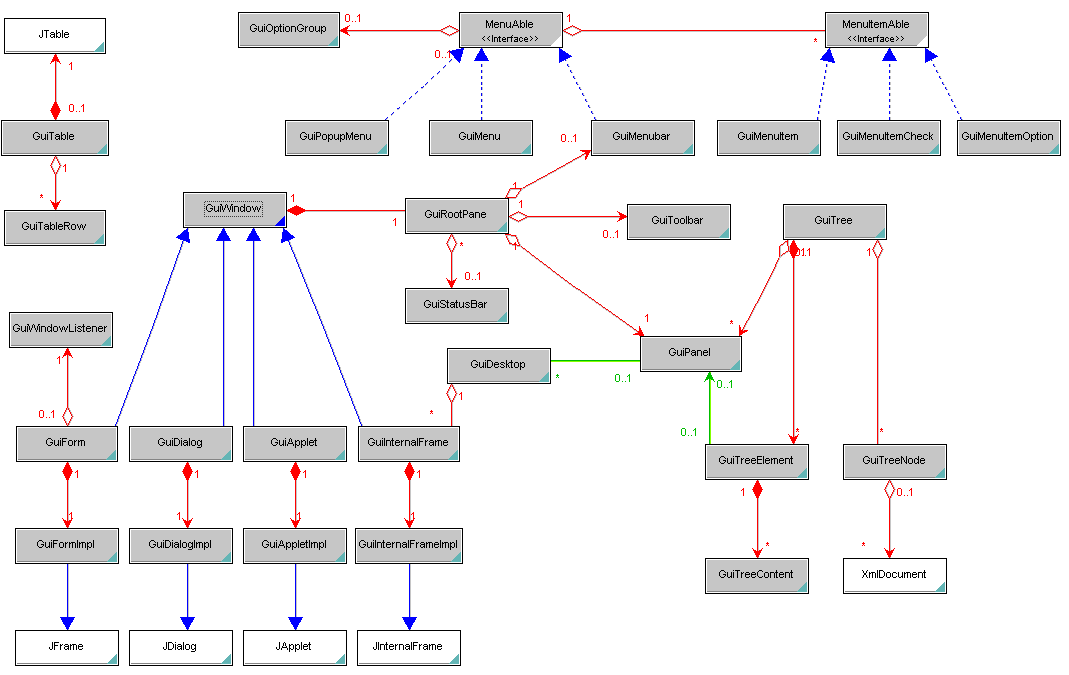 GuiOptionGroup
0..1
MenuAble
<<Interface>>
1
MenuItemAble
<<Interface>>
*
0..1
JTable
1
0..1
GuiTable
1
*
GuiTableRow
GuiPopupMenu
GuiMenu
GuiMenubar
GuiMenuItem
GuiMenuItemCheck
GuiMenuItemOption
0..1
1
GuiWindow
1
1
GuiRootPane
1
0..1
GuiToolbar
GuiTree
*
1
0..1
GuiStatusBar
1
0..1
1
1
*
GuiWindowListener
1
GuiDesktop
*
0..1
GuiPanel
0..1
1
*
0..1
0..1
*
*
GuiForm
GuiDialog
GuiApplet
GuiInternalFrame
GuiTreeElement
GuiTreeNode
1
1
1
1
1
0..1
1
1
1
1
*
*
GuiFormImpl
GuiDialogImpl
GuiAppletImpl
GuiInternalFrameImpl
GuiTreeContent
XmlDocument
JFrame
JDialog
JApplet
JInternalFrame